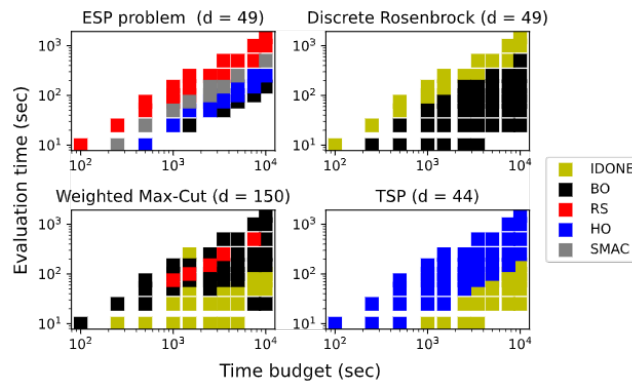 ESP problem (d = 49)
Discrete Rosenbrock (d = 49)
10³
10²
10¹
10² 10³ 10⁴
10² 10³ 10⁴
Evaluation time (sec)
IDONE
BO
RS
HO
SMAC
Weighted Max-Cut (d = 150)
TSP (d = 44)
10³
10²
10¹
10² 10³ 10⁴
10² 10³ 10⁴
Time budget (sec)